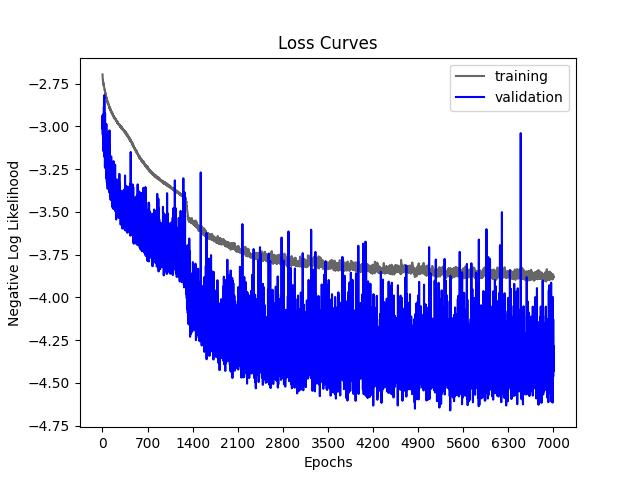 Loss Curves
training
validation
Negative Log Likelihood
−2.75
−3.00
−3.25
−3.50
−3.75
−4.00
−4.25
−4.50
−4.75
0 700 1400 2100 2800 3500 4200 4900 5600 6300 7000
Epochs